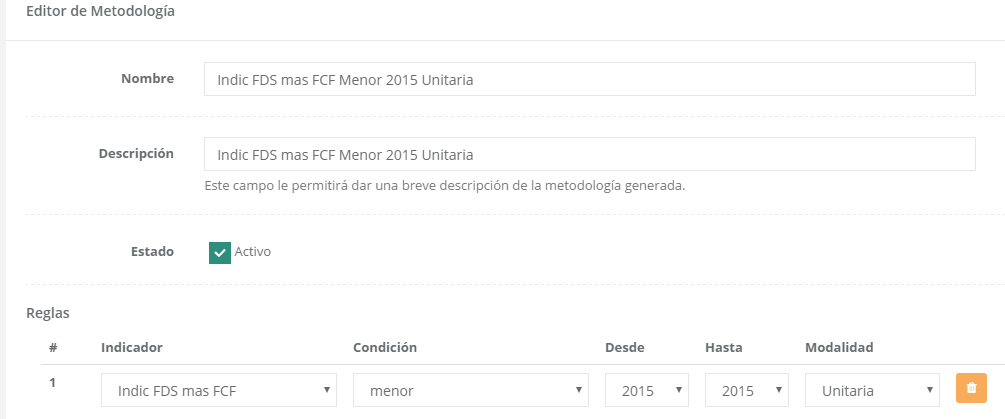 Editor de Metodología
Nombre
Indic FDS mas FCF Menor 2015 Unitaria
Descripción
Indic FDS mas FCF Menor 2015 Unitaria
Este campo le permitirá dar una breve descripción de la metodología generada.
Estado Activo
Reglas
# Indicador Condición Desde Hasta Modalidad
1 Indic FDS mas FCF menor 2015 2015 Unitaria